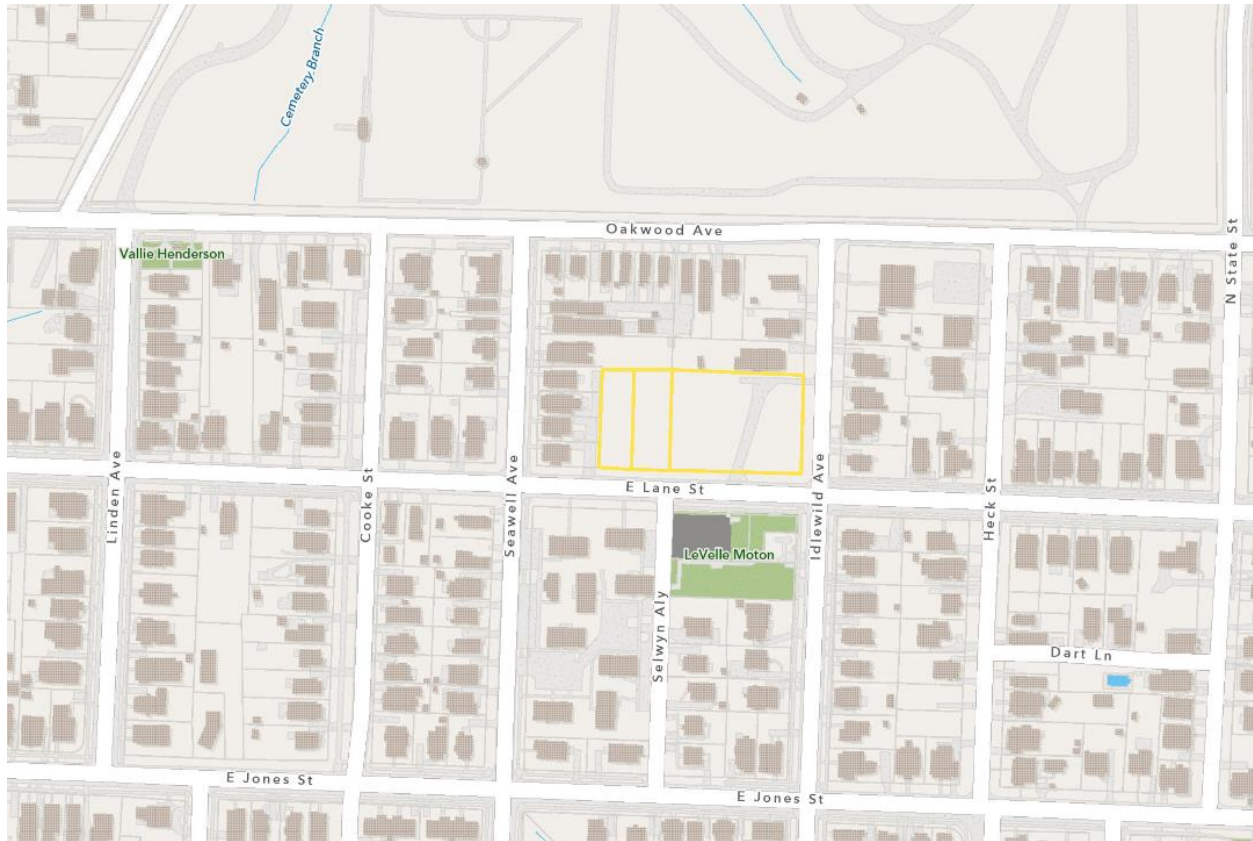 Cemetery Branch
Oakwood Ave
N State St
Vallie Henderson
E Lane St
Linden Ave
Cooke St
Seawell Ave
Idlewild Ave
Heck St
LeVelle Moton
Selwyn Aly
Dart Ln
E Jones St
E Jones St